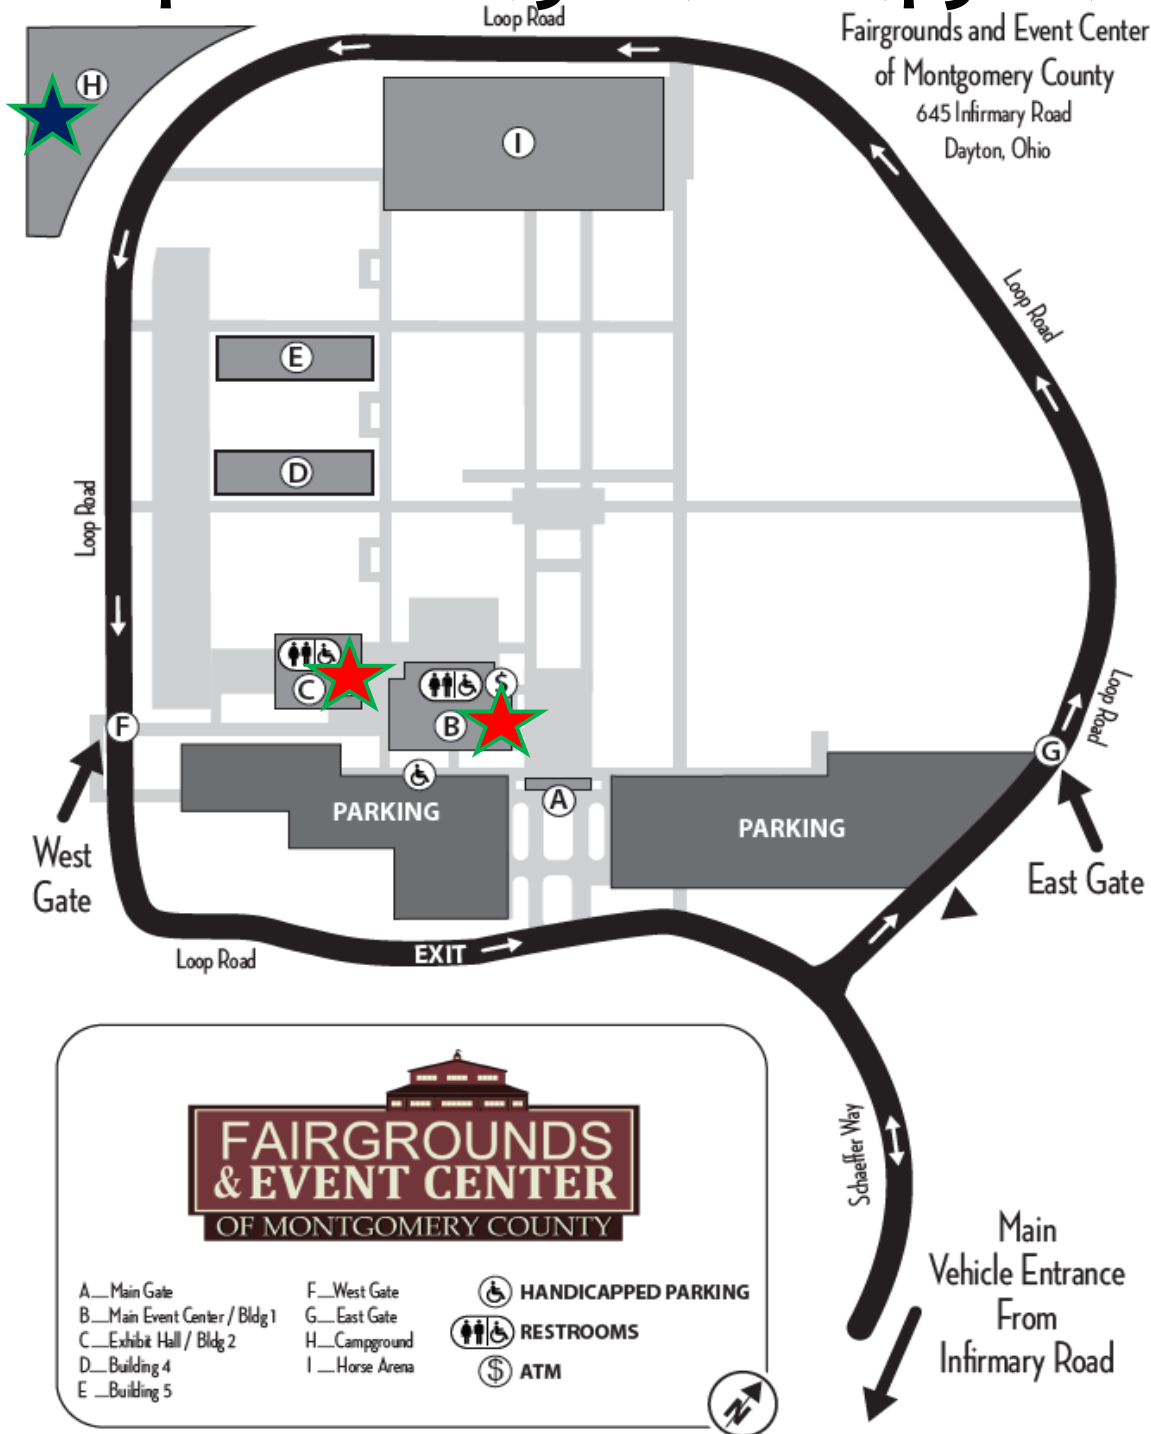 Loop Road
Fairgrounds and Event Center
of Montgomery County
645 Infirmary Road
Dayton, Ohio
H
I
Loop Road
E
D
Loop Road
C
$
B
F
Loop Road
G
PARKING
A
PARKING
West
Gate
East Gate
EXIT
Loop Road
FAIRGROUNDS
& EVENT CENTER
OF MONTGOMERY COUNTY
Schaeffer Way
Main
Vehicle Entrance
From
Infirmary Road
A__Main Gate
B__Main Event Center / Bldg 1
C__Exhibit Hall / Bldg 2
D__Building 4
E__Building 5
F__West Gate
G__East Gate
H__Campground
I__Horse Arena
HANDICAPPED PARKING
RESTROOMS
$ ATM
N